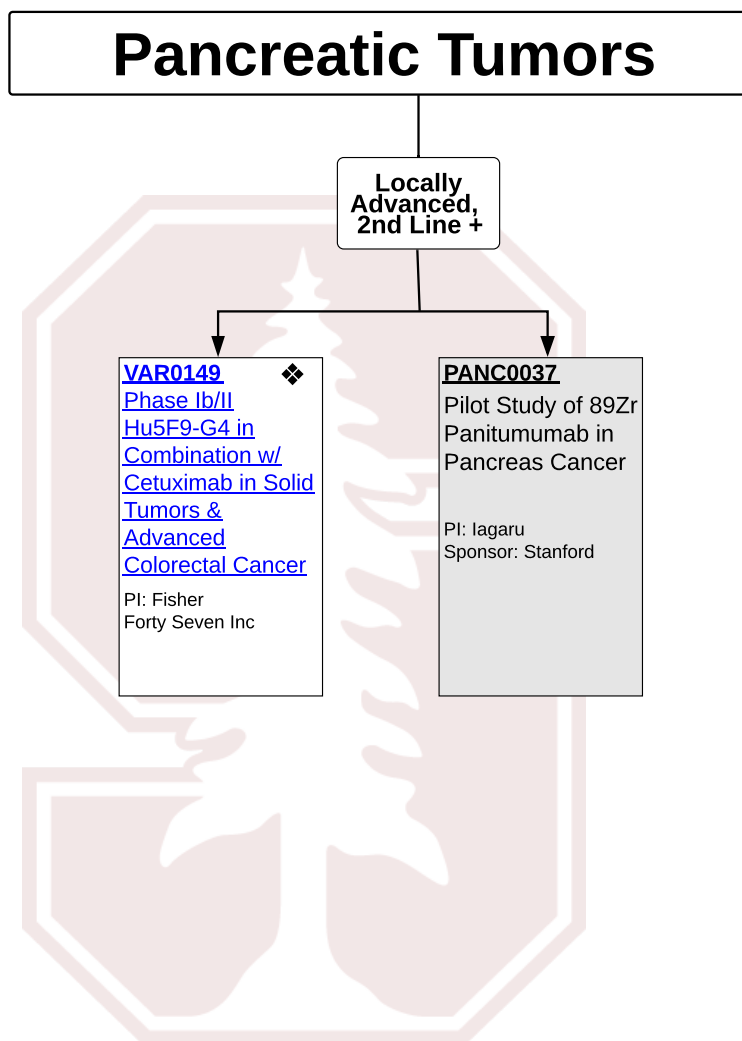 Pancreatic Tumors
Locally
Advanced,
2nd Line +
VAR0149 ❖
Phase Ib/II
Hu5F9-G4 in
Combination w/
Cetuximab in Solid
Tumors &
Advanced
Colorectal Cancer
PI: Fisher
Forty Seven Inc
PANC0037
Pilot Study of 89Zr
Panitumumab in
Pancreas Cancer
PI: Iagaru
Sponsor: Stanford